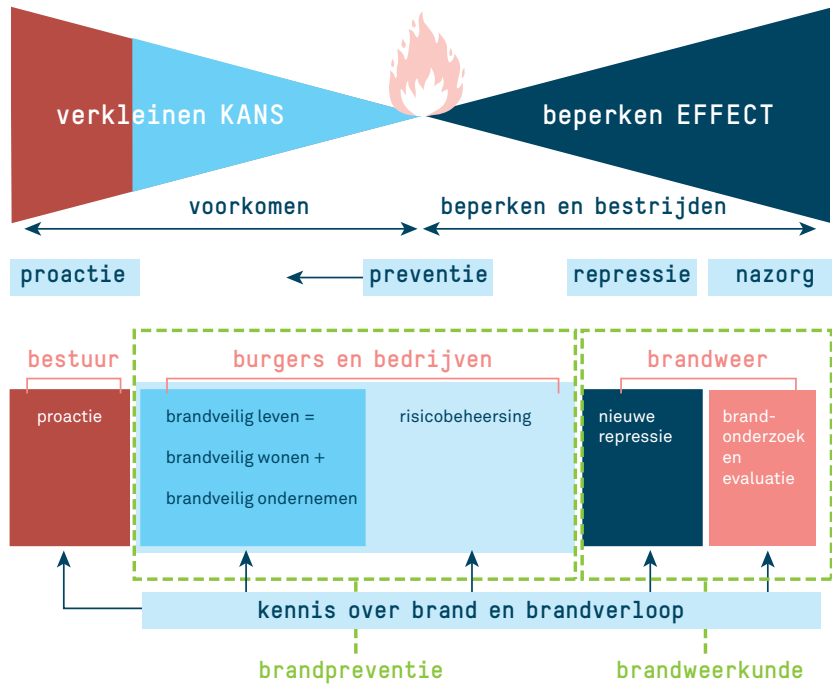 verkleinen KANS
beperken EFFECT
voorkomen
beperken en bestrijden
proactie
preventie
repressie
nazorg
bestuur
burgers en bedrijven
brandweer
proactie
brandveilig leven =
brandveilig wonen +
brandveilig ondernemen
risicobeheersing
nieuwe
repressie
brand-
onderzoek
en
evaluatie
kennis over brand en brandverloop
brandpreventie
brandweerkunde